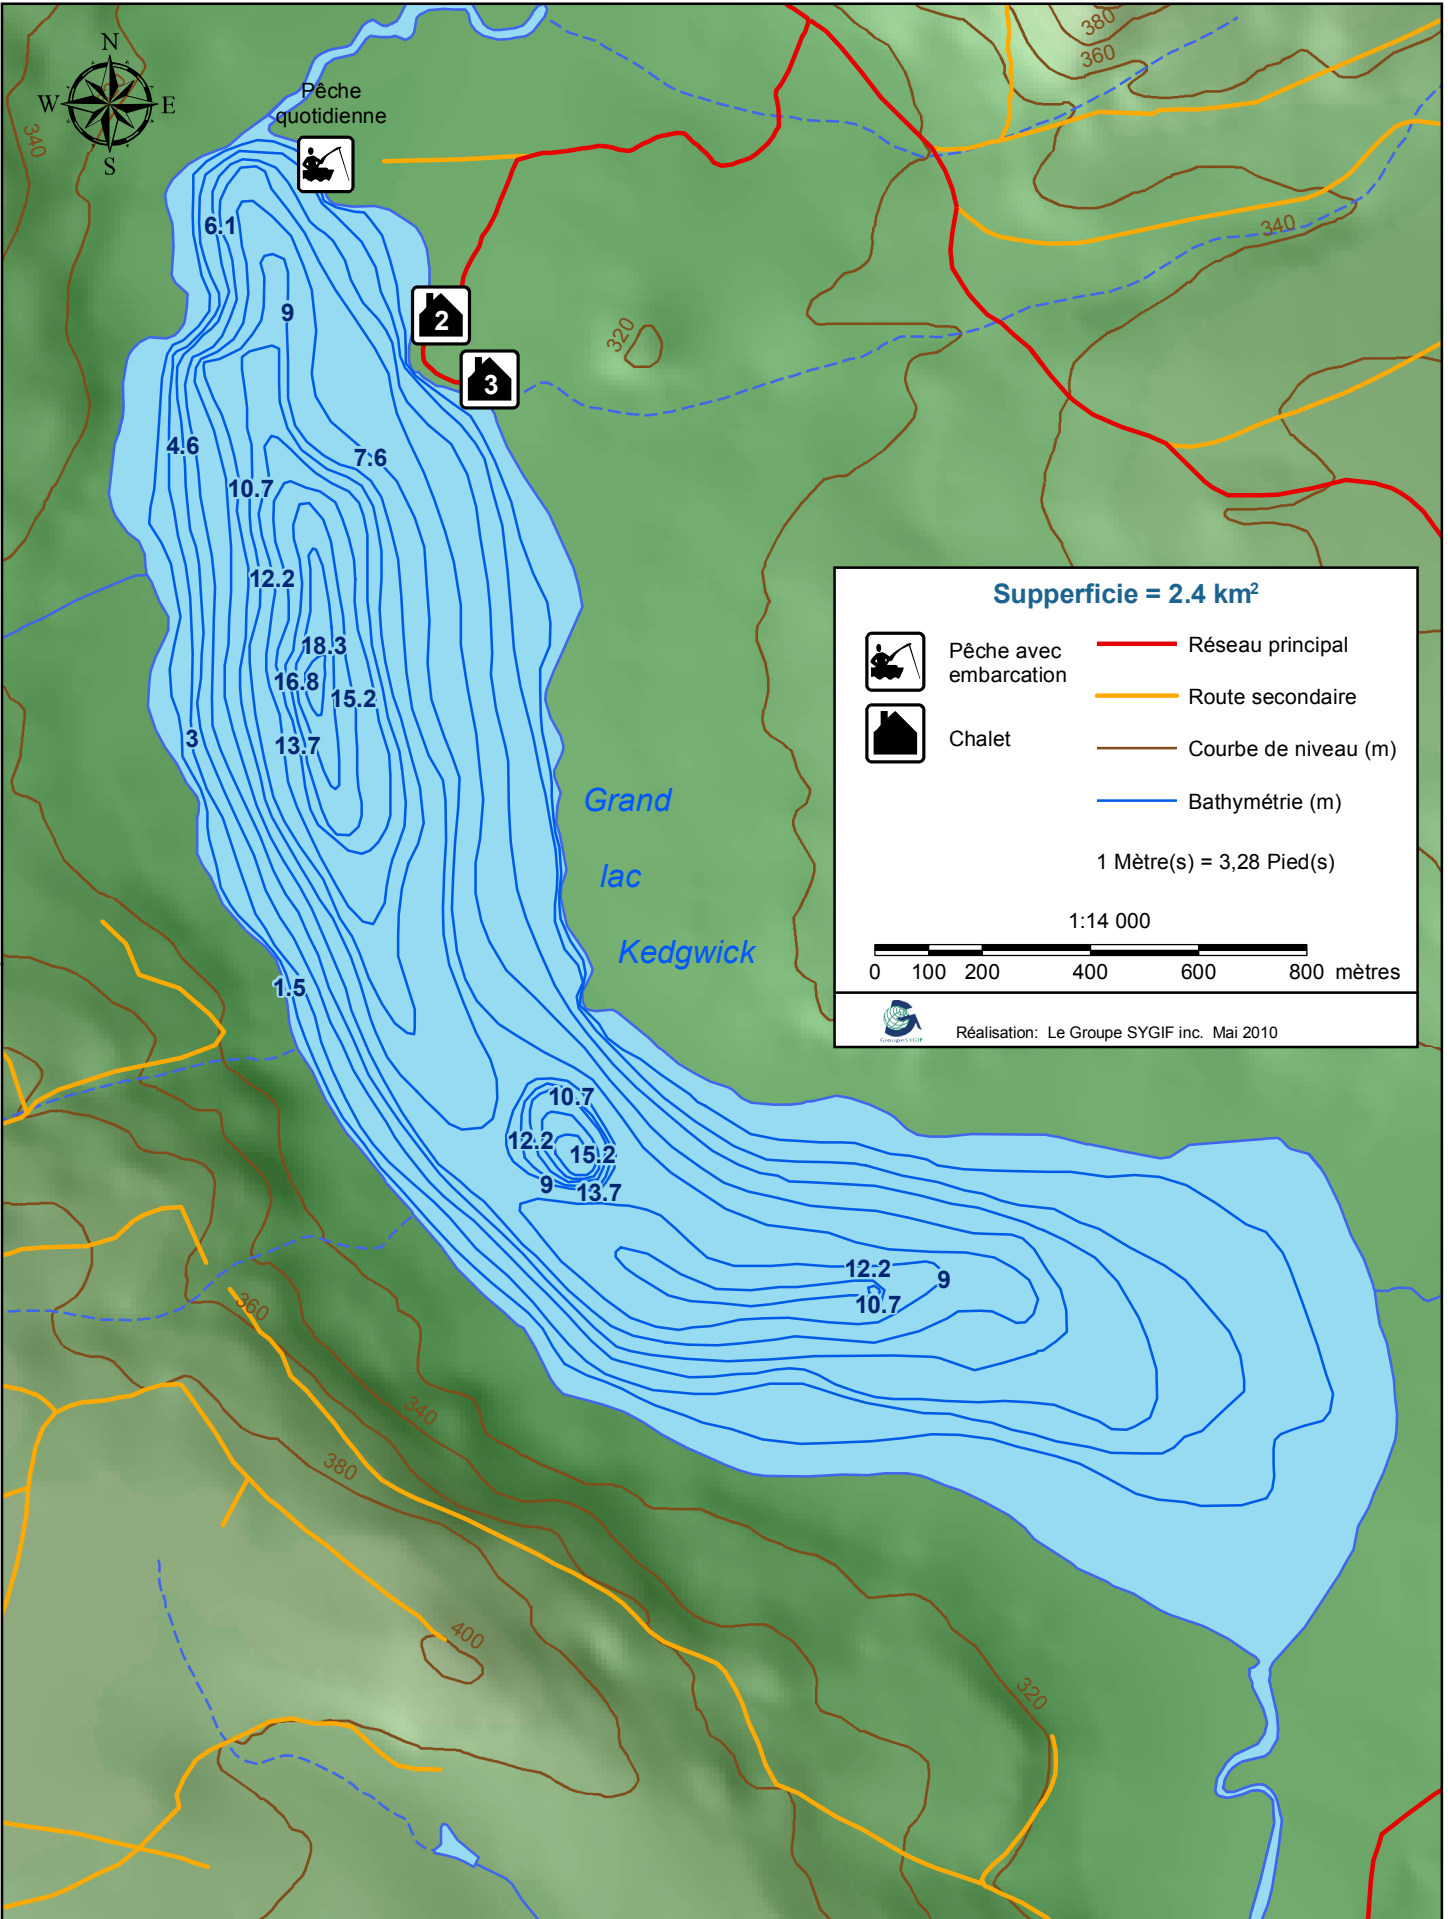 N
W
E
S
Pêche
quotidienne
380
360
340
340
320
2
3
6.1
9
4.6
7.6
10.7
12.2
18.3
16.8
15.2
3
13.7
1.5
Grand
lac
Kedgwick
10.7
12.2
15.2
9
13.7
12.2
9
10.7
360
340
380
400
320
Supperficie = 2.4 km²
Pêche avec
embarcation
Chalet
Réseau principal
Route secondaire
Courbe de niveau (m)
Bathymétrie (m)
1 Mètre(s) = 3,28 Pied(s)
1:14 000
0 100 200 400 600 800 mètres
GroupeSYGIF
Réalisation: Le Groupe SYGIF inc. Mai 2010